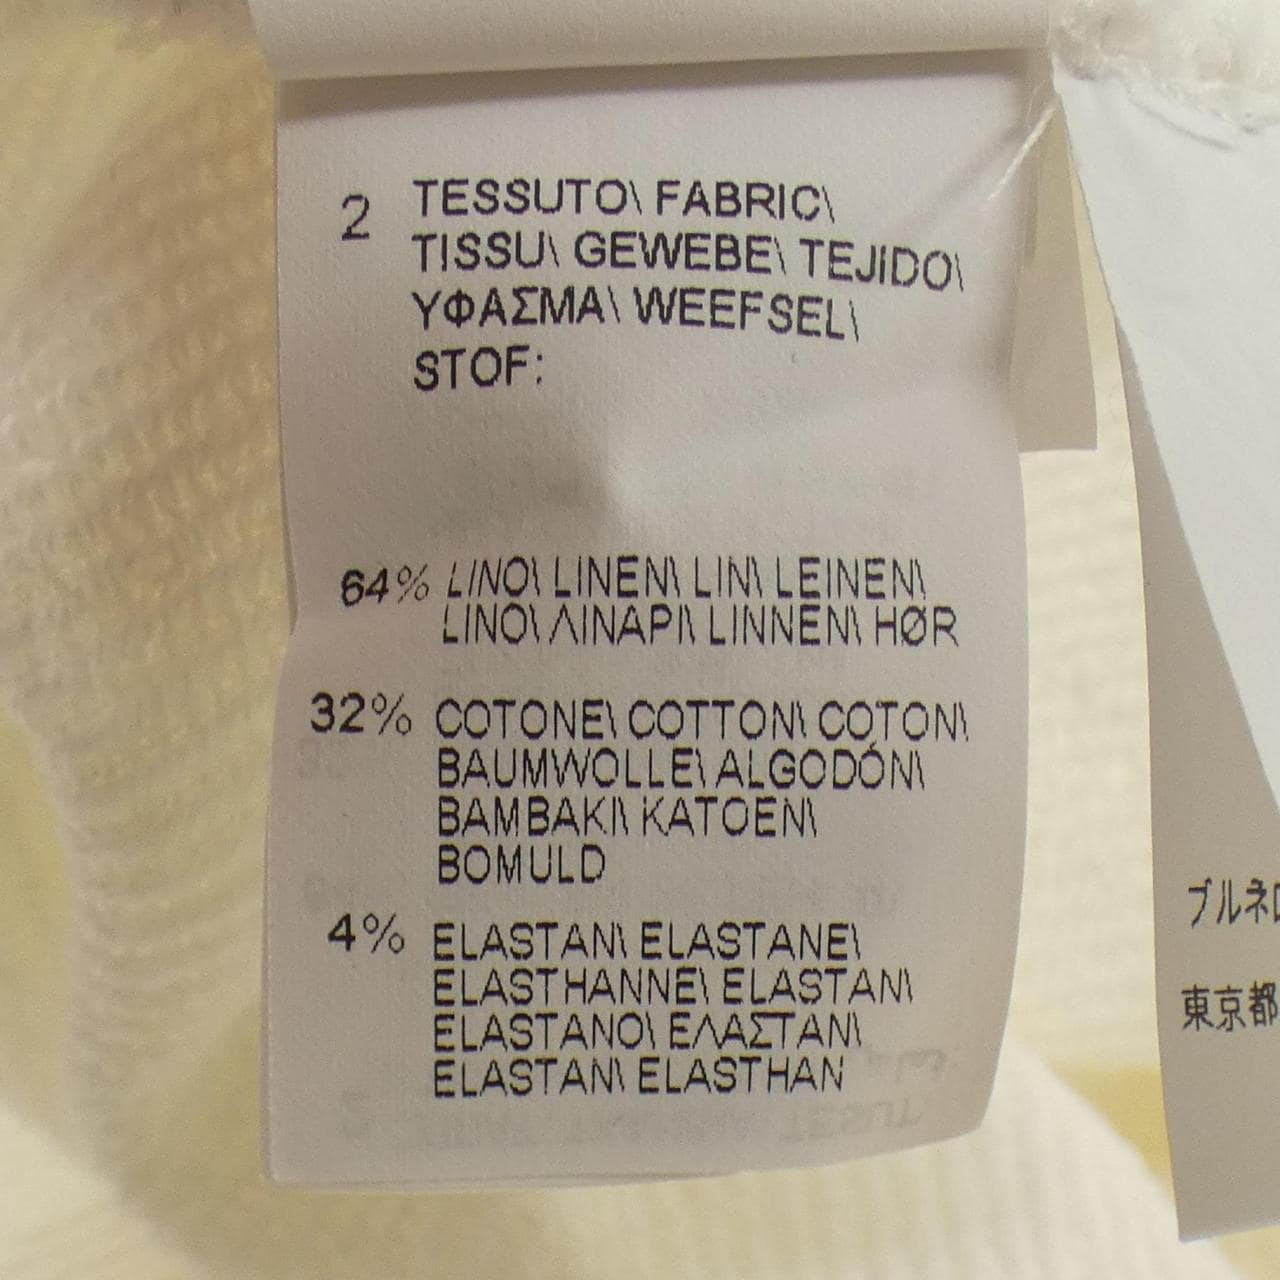 2 TESSUTO\ FABRIC\
TISSU\ GEWEBE\ TEJIDO\
ΥΦΑΣΜΑ\ WEEFSEL\
STOF:
64% LINO\ LINEN\ LIN\ LEINEN\
LINO\ ΛΙΝΑΡΙ\ LINNEN\ HØR
32% COTONE\ COTTON\ COTON\
BAUMWOLLE\ ALGODÓN\
ΒΑΜΒΑΚΙ\ KATOEN\
BOMULD
4% ELASTAN\ ELASTANE\
ELASTHANNE\ ELASTAN\
ELASTANO\ ΕΛΑΣΤΑΝ\
ELASTAN\ ELASTHAN
ブルネロ
東京都